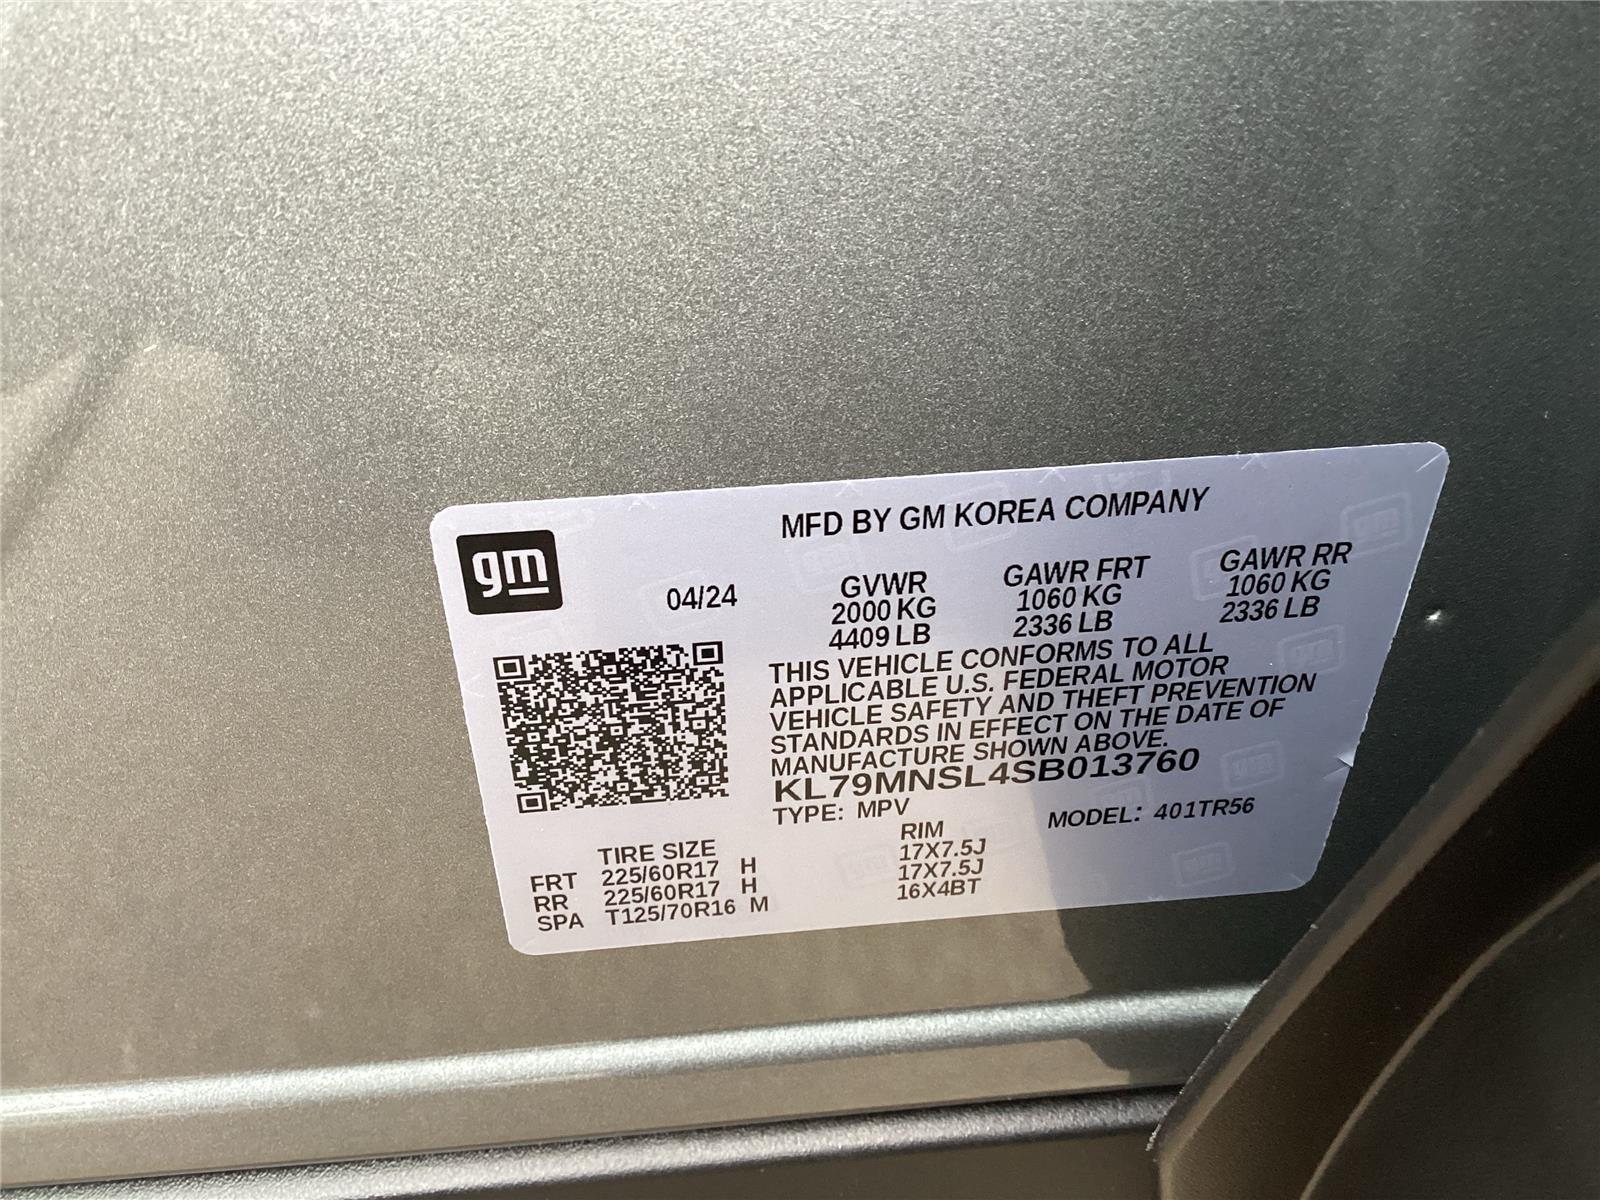 MFD BY GM KOREA COMPANY
gm
04/24
GVWR GAWR FRT GAWR RR
2000 KG 1060 KG 1060 KG
4409 LB 2336 LB 2336 LB
THIS VEHICLE CONFORMS TO ALL
APPLICABLE U.S. FEDERAL MOTOR
VEHICLE SAFETY AND THEFT PREVENTION
STANDARDS IN EFFECT ON THE DATE OF
MANUFACTURE SHOWN ABOVE.
KL79MNSL4SB013760
TYPE: MPV MODEL: 401TR56
TIRE SIZE RIM
FRT 225/60R17 H 17X7.5J
RR 225/60R17 H 17X7.5J
SPA T125/70R16 M 16X4BT